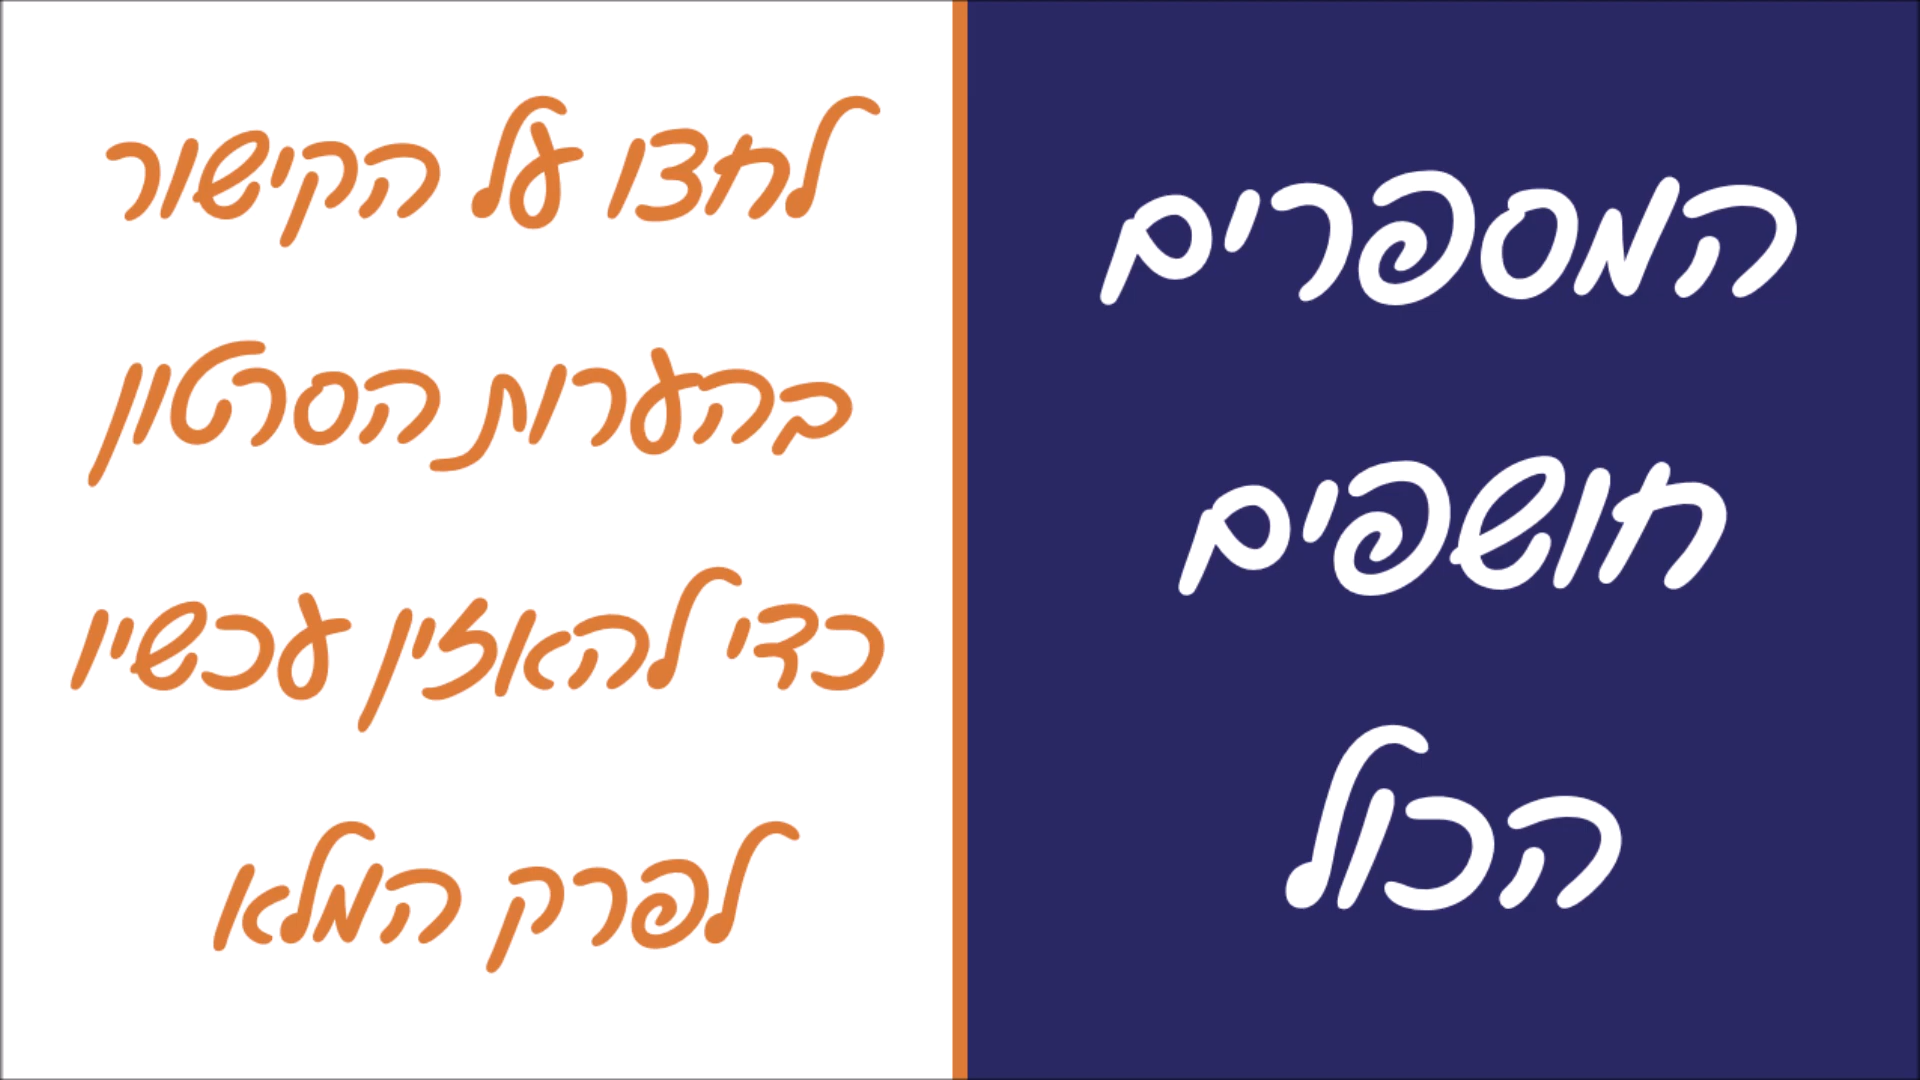 המספרים
חושפים
הכול
לחצו על הקישור
בהערות הסרטון
כדי להאזין עכשיו
לפרק המלא